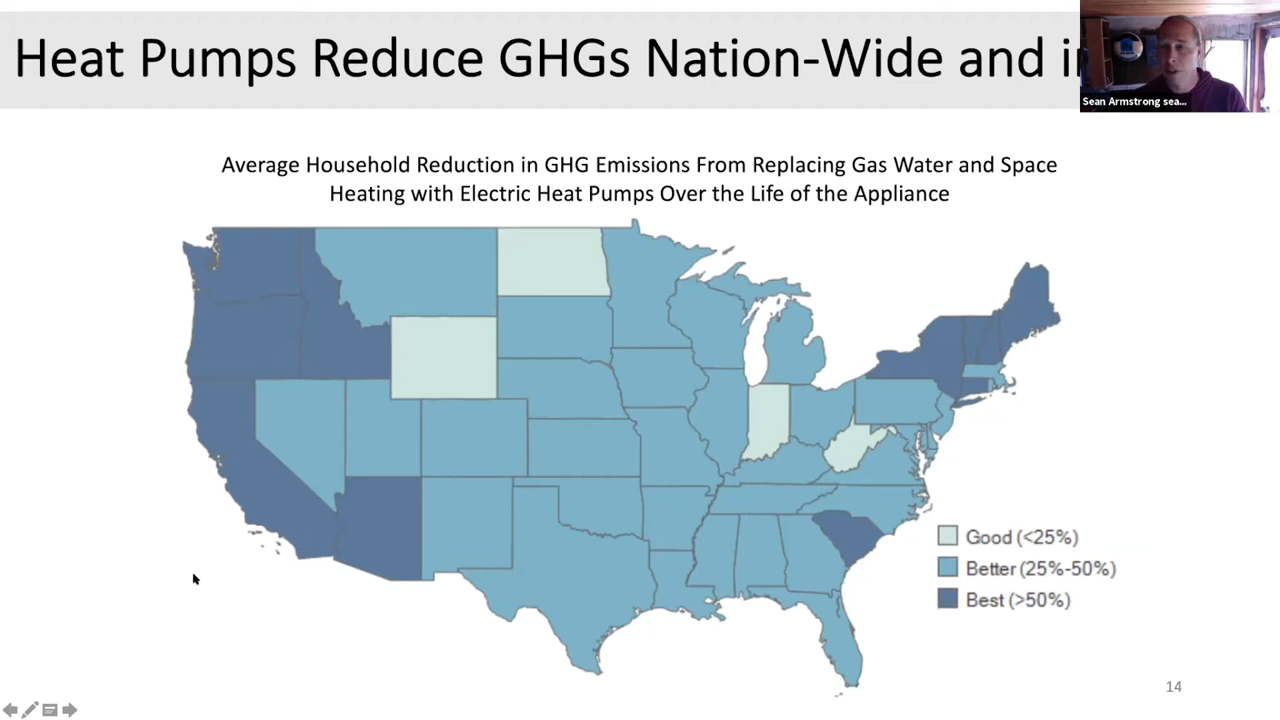 Heat Pumps Reduce GHGs Nation-Wide and
Sean Armstrong sea...
Average Household Reduction in GHG Emissions From Replacing Gas Water and Space
Heating with Electric Heat Pumps Over the Life of the Appliance
Good (<25%)
Better (25%-50%)
Best (>50%)
14